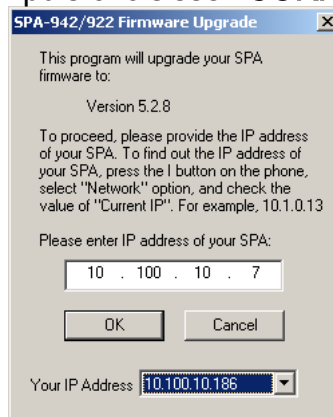 SPA-942/922 Firmware Upgrade
This program will upgrade your SPA
firmware to:
Version 5.2.8
To proceed, please provide the IP address
of your SPA. To find out the IP address of
your SPA, press the I button on the phone,
select "Network" option, and check the
value of "Current IP". For example, 10.1.0.13
Please enter IP address of your SPA:
10 . 100 . 10 . 7
OK Cancel
Your IP Address 10.100.10.186